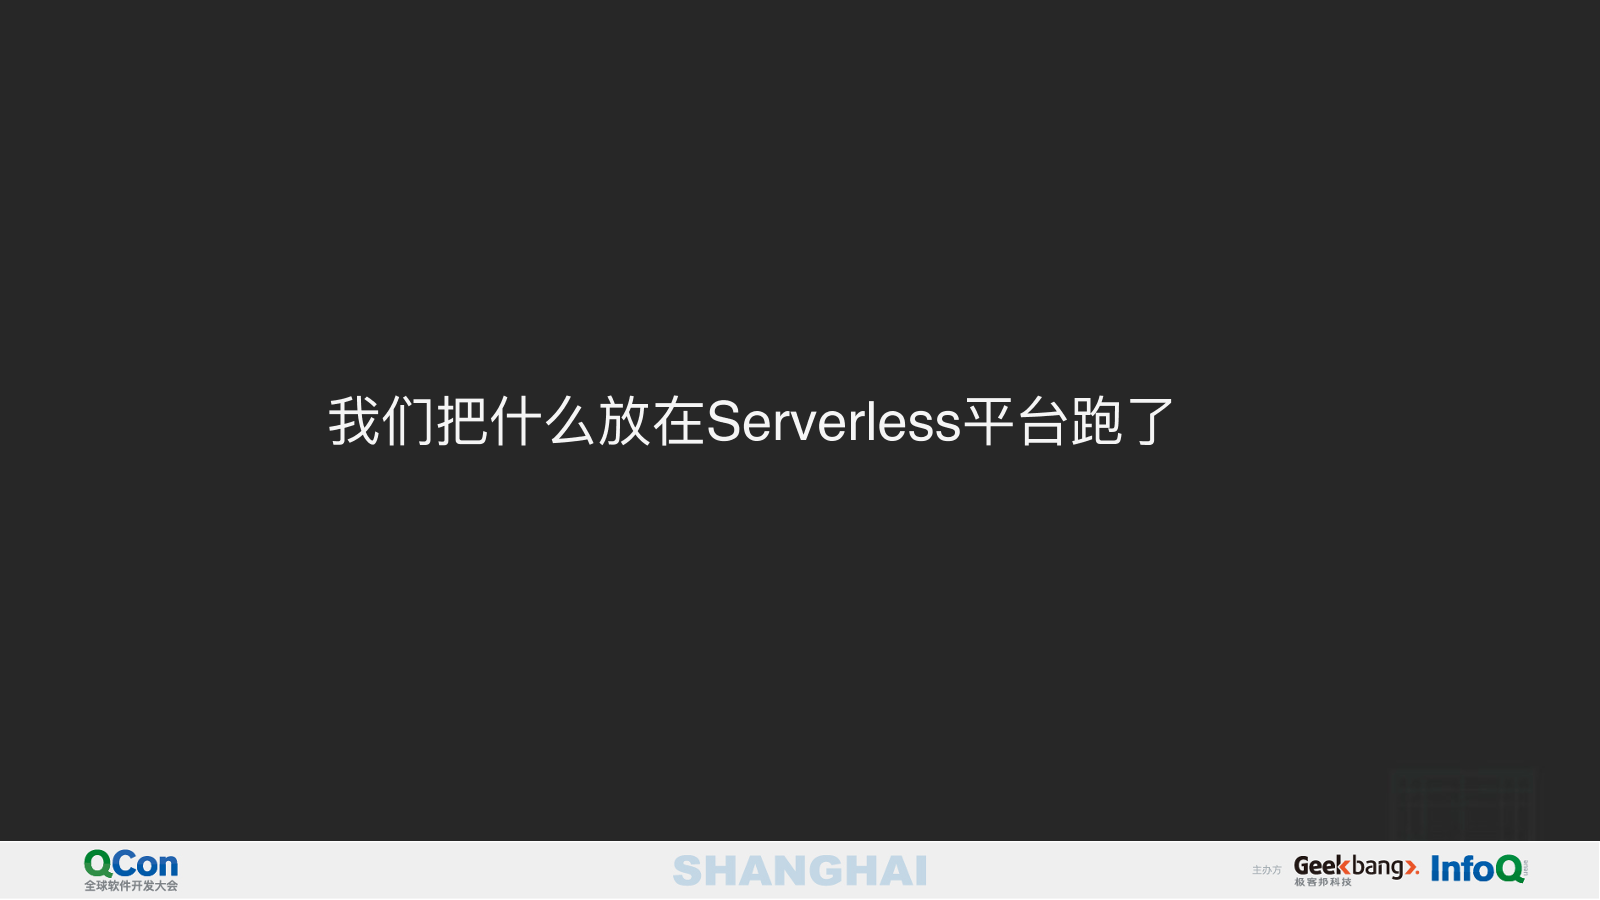 我们把什么放在Serverless平台跑了
QCon
全球软件开发大会
SHANGHAI
主办方
Geekbang>.
极客邦科技
InfoQ